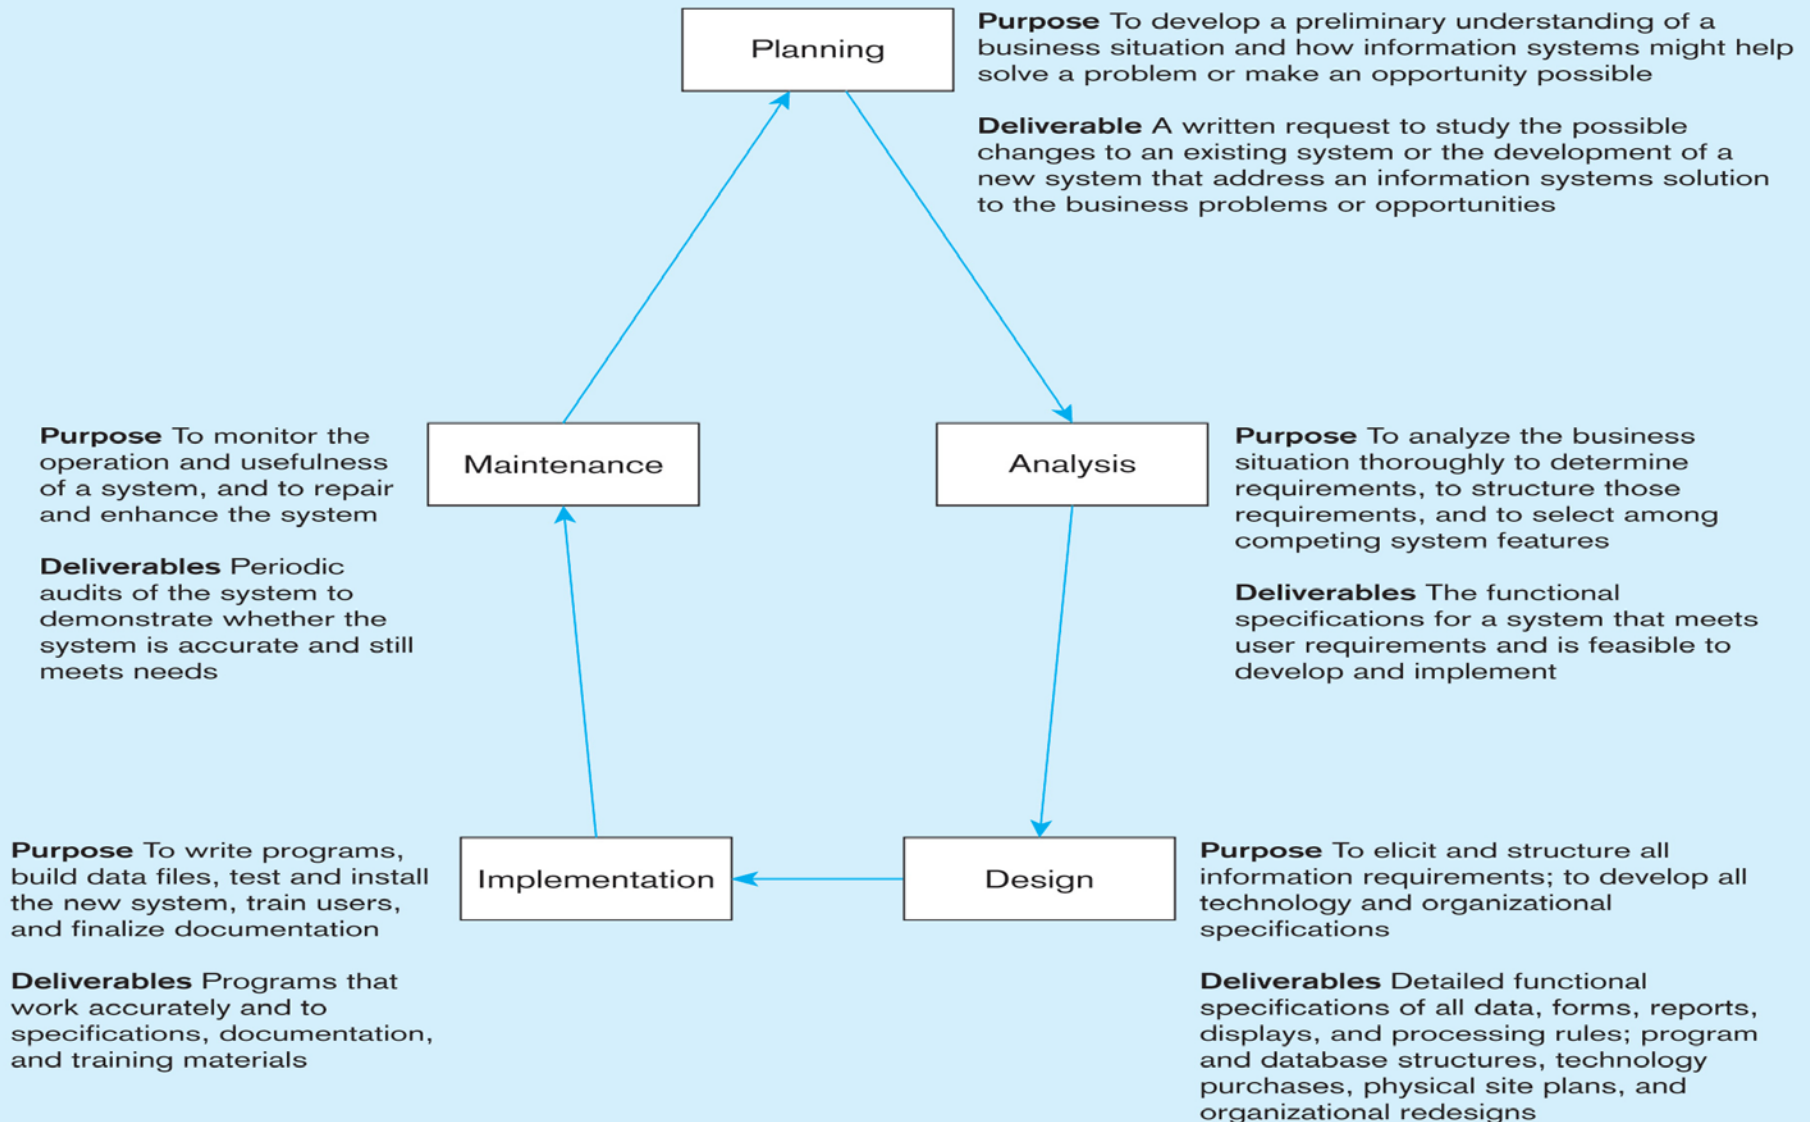 Planning
Purpose To develop a preliminary understanding of a
business situation and how information systems might help
solve a problem or make an opportunity possible
Deliverable A written request to study the possible
changes to an existing system or the development of a
new system that address an information systems solution
to the business problems or opportunities
Purpose To monitor the
operation and usefulness
of a system, and to repair
and enhance the system
Deliverables Periodic
audits of the system to
demonstrate whether the
system is accurate and still
meets needs
Maintenance
Analysis
Purpose To analyze the business
situation thoroughly to determine
requirements, to structure those
requirements, and to select among
competing system features
Deliverables The functional
specifications for a system that meets
user requirements and is feasible to
develop and implement
Purpose To write programs,
build data files, test and install
the new system, train users,
and finalize documentation
Deliverables Programs that
work accurately and to
specifications, documentation,
and training materials
Implementation
Design
Purpose To elicit and structure all
information requirements; to develop all
technology and organizational
specifications
Deliverables Detailed functional
specifications of all data, forms, reports,
displays, and processing rules; program
and database structures, technology
purchases, physical site plans, and
organizational redesigns